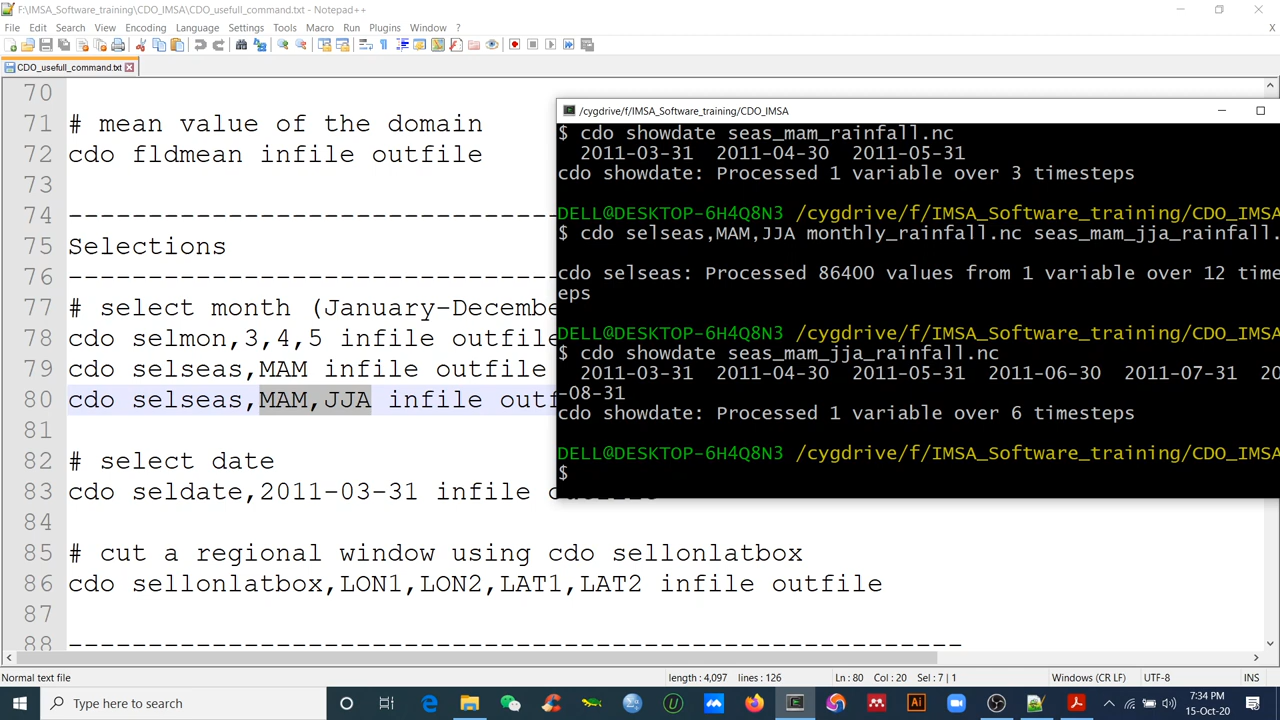 F:\IMSA_Software_training\CDO_IMSA\CDO_usefull_command.txt - Notepad++
File Edit Search View Encoding Language Settings Tools Macro Run Plugins Window ?
X
CDO_usefull_command.txt
70
71 # mean value of the domain
72 cdo fldmean infile outfile
73
74 ------------------------------------
75 Selections
76 ------------------------------------
77 # select month (January-Decembe
78 cdo selmon,3,4,5 infile outfile
79 cdo selseas,MAM infile outfile
80 cdo selseas,MAM,JJA infile outf
81
82 # select date
83 cdo seldate,2011-03-31 infile outfile
84
85 # cut a regional window using cdo sellonlatbox
86 cdo sellonlatbox,LON1,LON2,LAT1,LAT2 infile outfile
87
88 ----------------------------------------------------------
/cygdrive/f/IMSA_Software_training/CDO_IMSA
$ cdo showdate seas_mam_rainfall.nc
2011-03-31 2011-04-30 2011-05-31
cdo showdate: Processed 1 variable over 3 timesteps
DELL@DESKTOP-6H4Q8N3 /cygdrive/f/IMSA_Software_training/CDO_IMSA
$ cdo selseas,MAM,JJA monthly_rainfall.nc seas_mam_jja_rainfall.
cdo selseas: Processed 86400 values from 1 variable over 12 time
eps
DELL@DESKTOP-6H4Q8N3 /cygdrive/f/IMSA_Software_training/CDO_IMSA
$ cdo showdate seas_mam_jja_rainfall.nc
2011-03-31 2011-04-30 2011-05-31 2011-06-30 2011-07-31 20
-08-31
cdo showdate: Processed 1 variable over 6 timesteps
DELL@DESKTOP-6H4Q8N3 /cygdrive/f/IMSA_Software_training/CDO_IMSA
$
Normal text file length : 4,097 lines : 126 Ln : 80 Col : 20 Sel : 7 | 1 Windows (CR LF) UTF-8 INS
Type here to search
Ai
7:34 PM
15-Oct-20